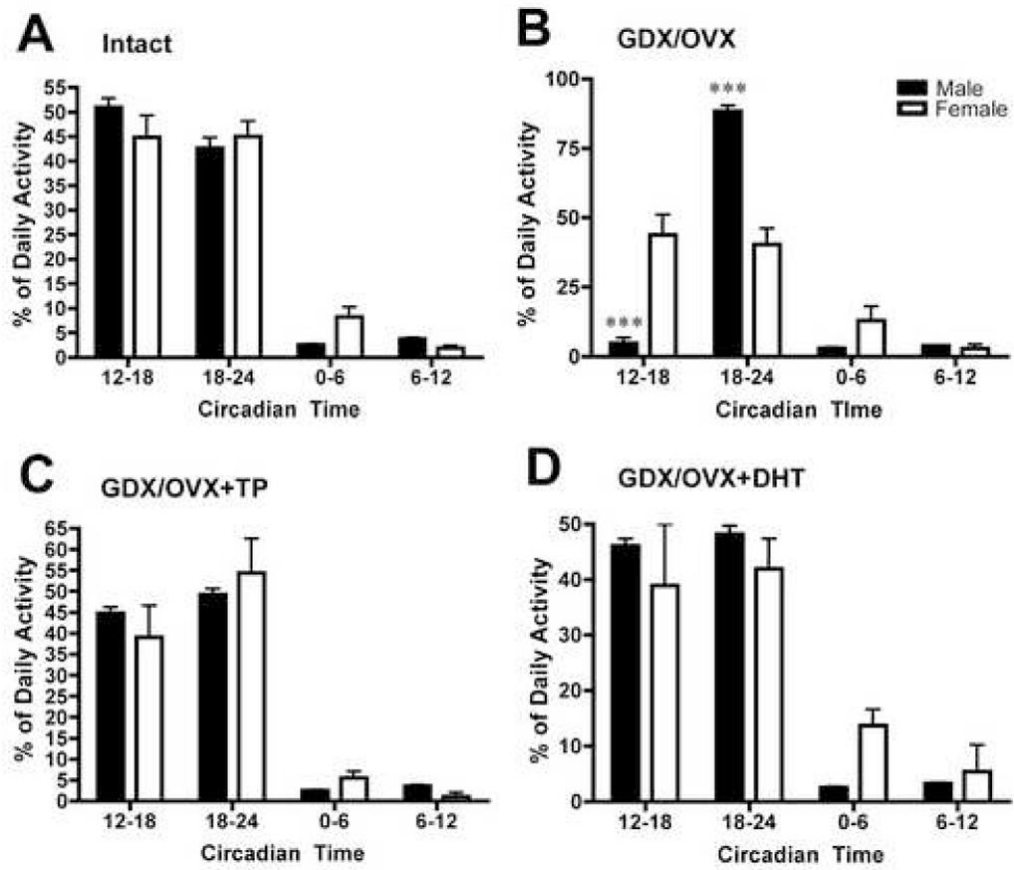 A Intact
% of Daily Activity
55
50
45
40
35
30
25
20
15
10
5
0
12-18 18-24 0-6 6-12
Circadian Time
B GDX/OVX
Male
Female
% of Daily Activity
100
75
50
25
0
***
***
12-18 18-24 0-6 6-12
Circadian TIme
C GDX/OVX+TP
% of Daily Activity
65
60
55
50
45
40
35
30
25
20
15
10
5
0
12-18 18-24 0-6 6-12
Circadian Time
D GDX/OVX+DHT
% of Daily Activity
50
40
30
20
10
0
12-18 18-24 0-6 6-12
Circadian Time